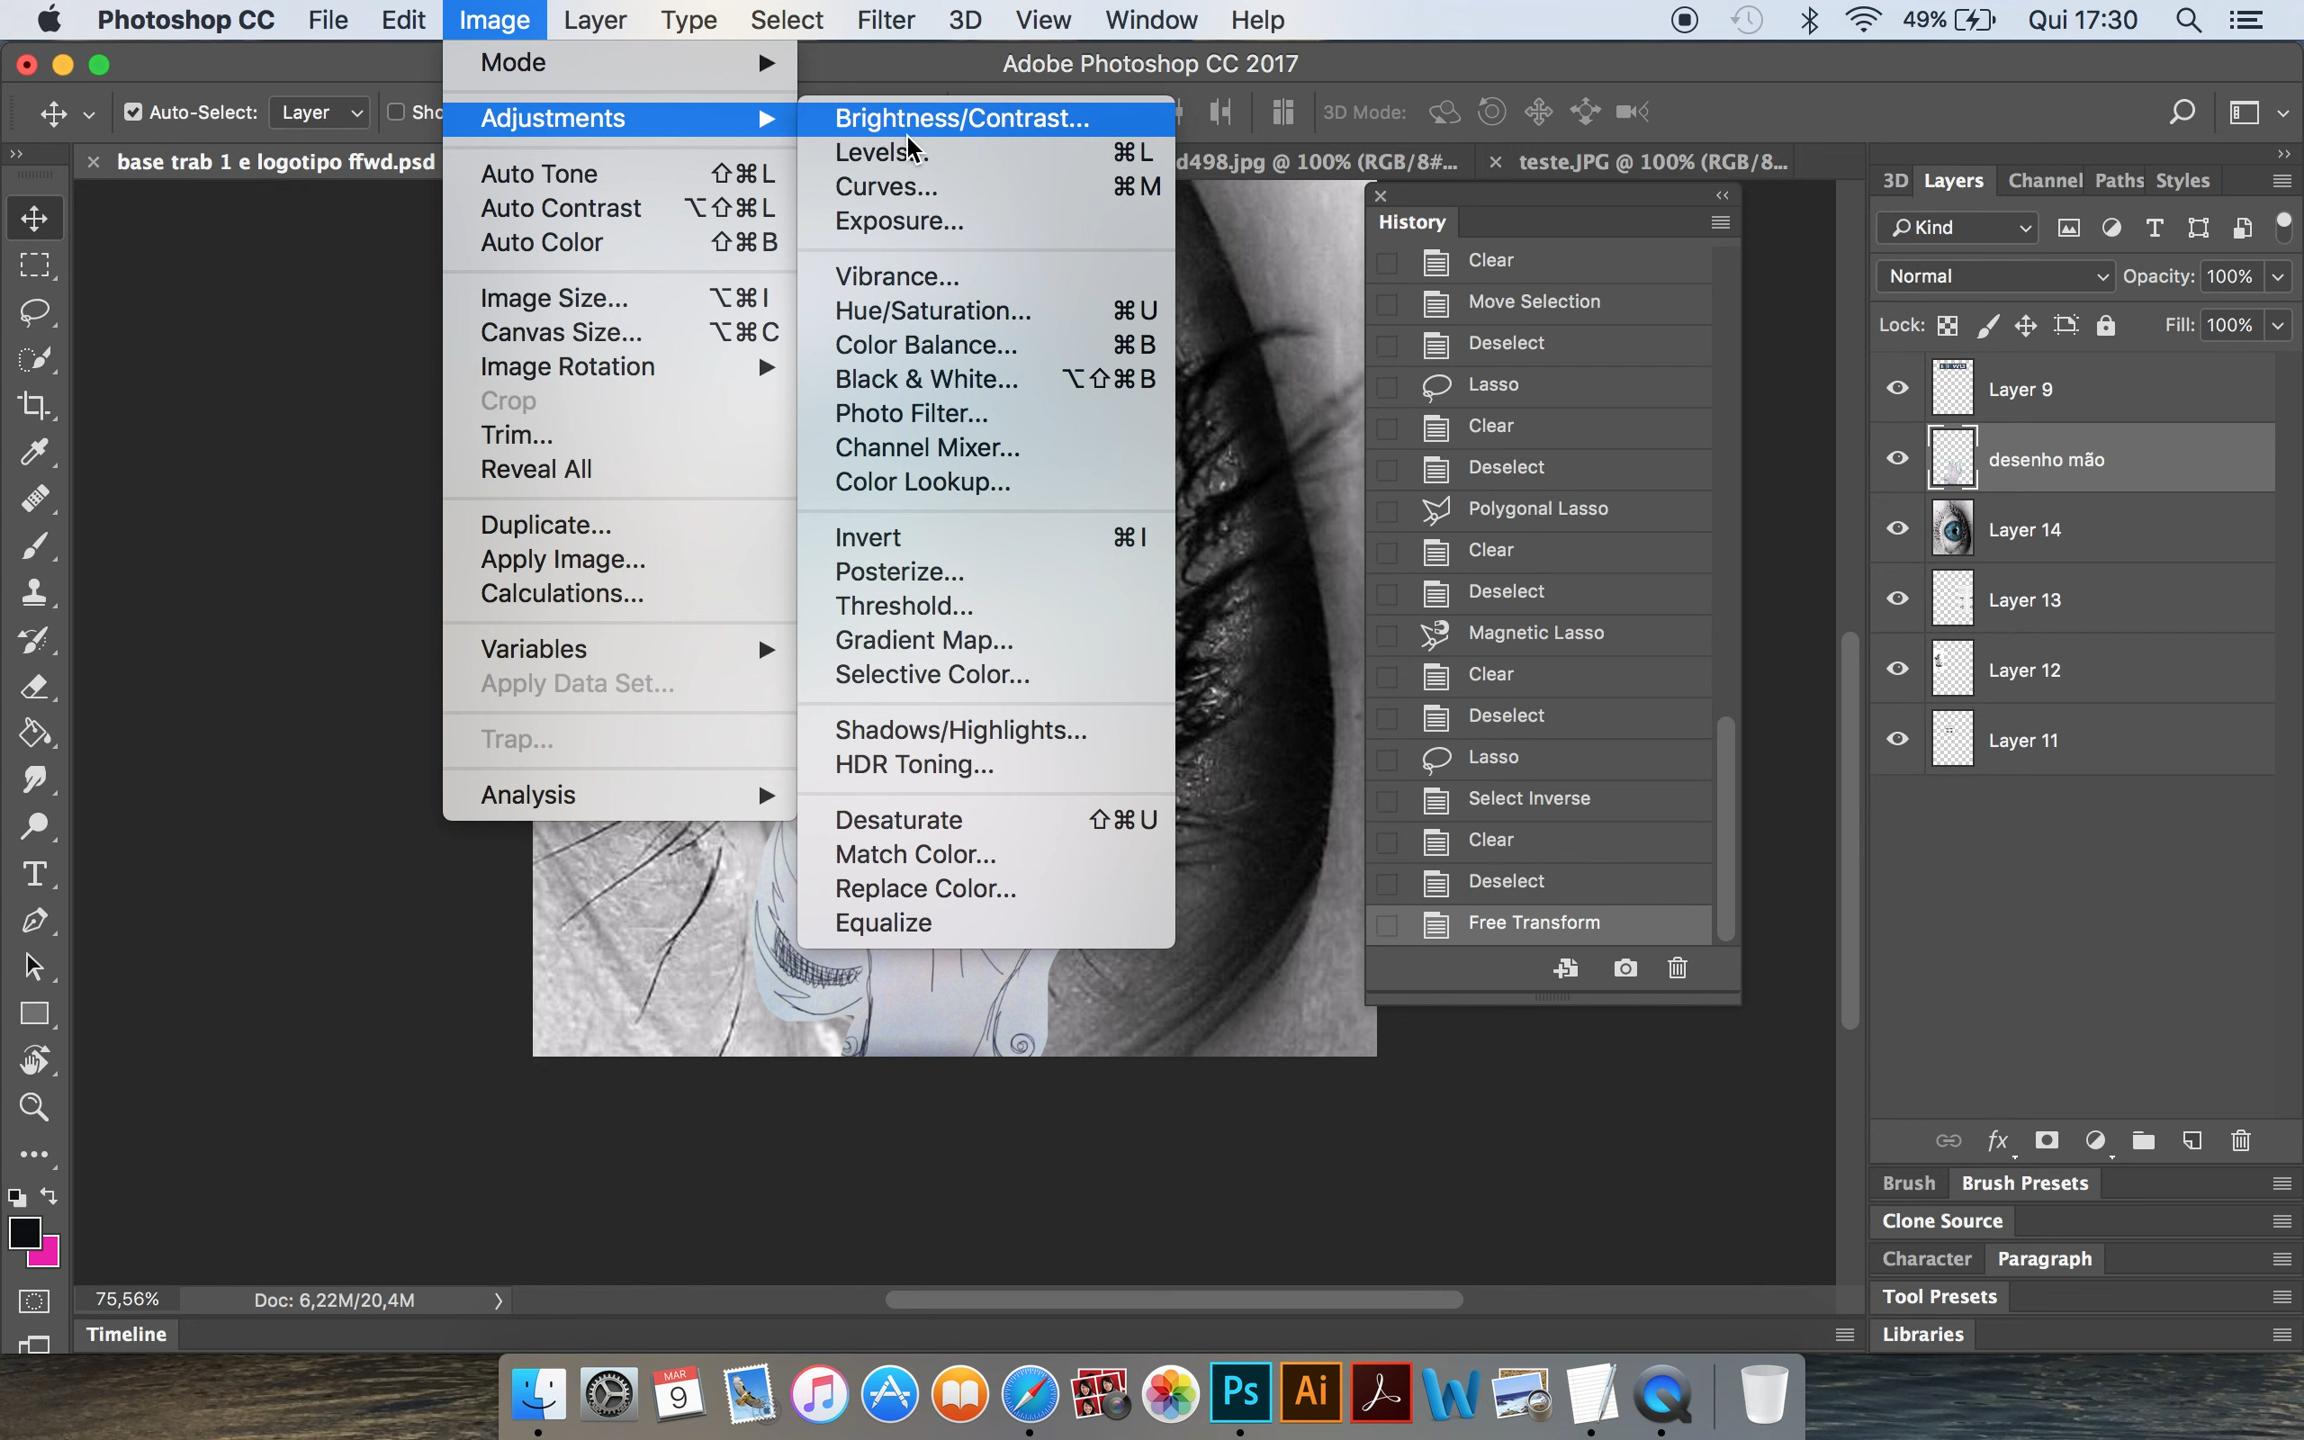 Photoshop CC File Edit Image Layer Type Select Filter 3D View Window Help 49% Qui 17:30
Adobe Photoshop CC 2017
Auto-Select: Layer Sho 3D Mode:
base trab 1 e logotipo ffwd.psd d498.jpg @ 100% (RGB/8#... teste.JPG @ 100% (RGB/8...
Mode
Adjustments
Auto Tone ⇧⌘L
Auto Contrast ⌥⇧⌘L
Auto Color ⇧⌘B
Image Size... ⌥⌘I
Canvas Size... ⌥⌘C
Image Rotation
Crop
Trim...
Reveal All
Duplicate...
Apply Image...
Calculations...
Variables
Apply Data Set...
Trap...
Analysis
Brightness/Contrast...
Levels... ⌘L
Curves... ⌘M
Exposure...
Vibrance...
Hue/Saturation... ⌘U
Color Balance... ⌘B
Black & White... ⌥⇧⌘B
Photo Filter...
Channel Mixer...
Color Lookup...
Invert ⌘I
Posterize...
Threshold...
Gradient Map...
Selective Color...
Shadows/Highlights...
HDR Toning...
Desaturate ⇧⌘U
Match Color...
Replace Color...
Equalize
History
Clear
Move Selection
Deselect
Lasso
Clear
Deselect
Polygonal Lasso
Clear
Deselect
Magnetic Lasso
Clear
Deselect
Lasso
Select Inverse
Clear
Deselect
Free Transform
3D Layers Channel Paths Styles
Kind
Normal Opacity: 100%
Lock: Fill: 100%
Layer 9
desenho mão
Layer 14
Layer 13
Layer 12
Layer 11
fx
Brush Brush Presets
Clone Source
Character Paragraph
Tool Presets
Libraries
75,56% Doc: 6,22M/20,4M
Timeline
MAR
9
Ps
Ai
W